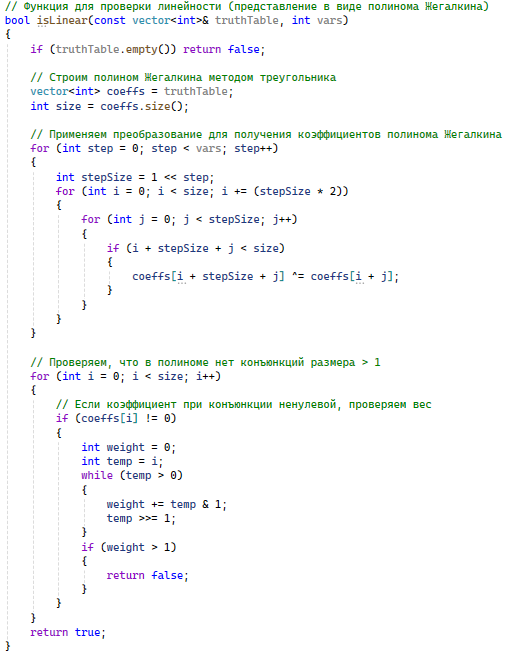 // Функция для проверки линейности (представление в виде полинома Жегалкина)
bool isLinear(const vector<int>& truthTable, int vars)
{
if (truthTable.empty()) return false;
// Строим полином Жегалкина методом треугольника
vector<int> coeffs = truthTable;
int size = coeffs.size();
// Применяем преобразование для получения коэффициентов полинома Жегалкина
for (int step = 0; step < vars; step++)
{
int stepSize = 1 << step;
for (int i = 0; i < size; i += (stepSize * 2))
{
for (int j = 0; j < stepSize; j++)
{
if (i + stepSize + j < size)
{
coeffs[i + stepSize + j] ^= coeffs[i + j];
}
}
}
}
// Проверяем, что в полиноме нет конъюнкций размера > 1
for (int i = 0; i < size; i++)
{
// Если коэффициент при конъюнкции ненулевой, проверяем вес
if (coeffs[i] != 0)
{
int weight = 0;
int temp = i;
while (temp > 0)
{
weight += temp & 1;
temp >>= 1;
}
if (weight > 1)
{
return false;
}
}
}
return true;
}